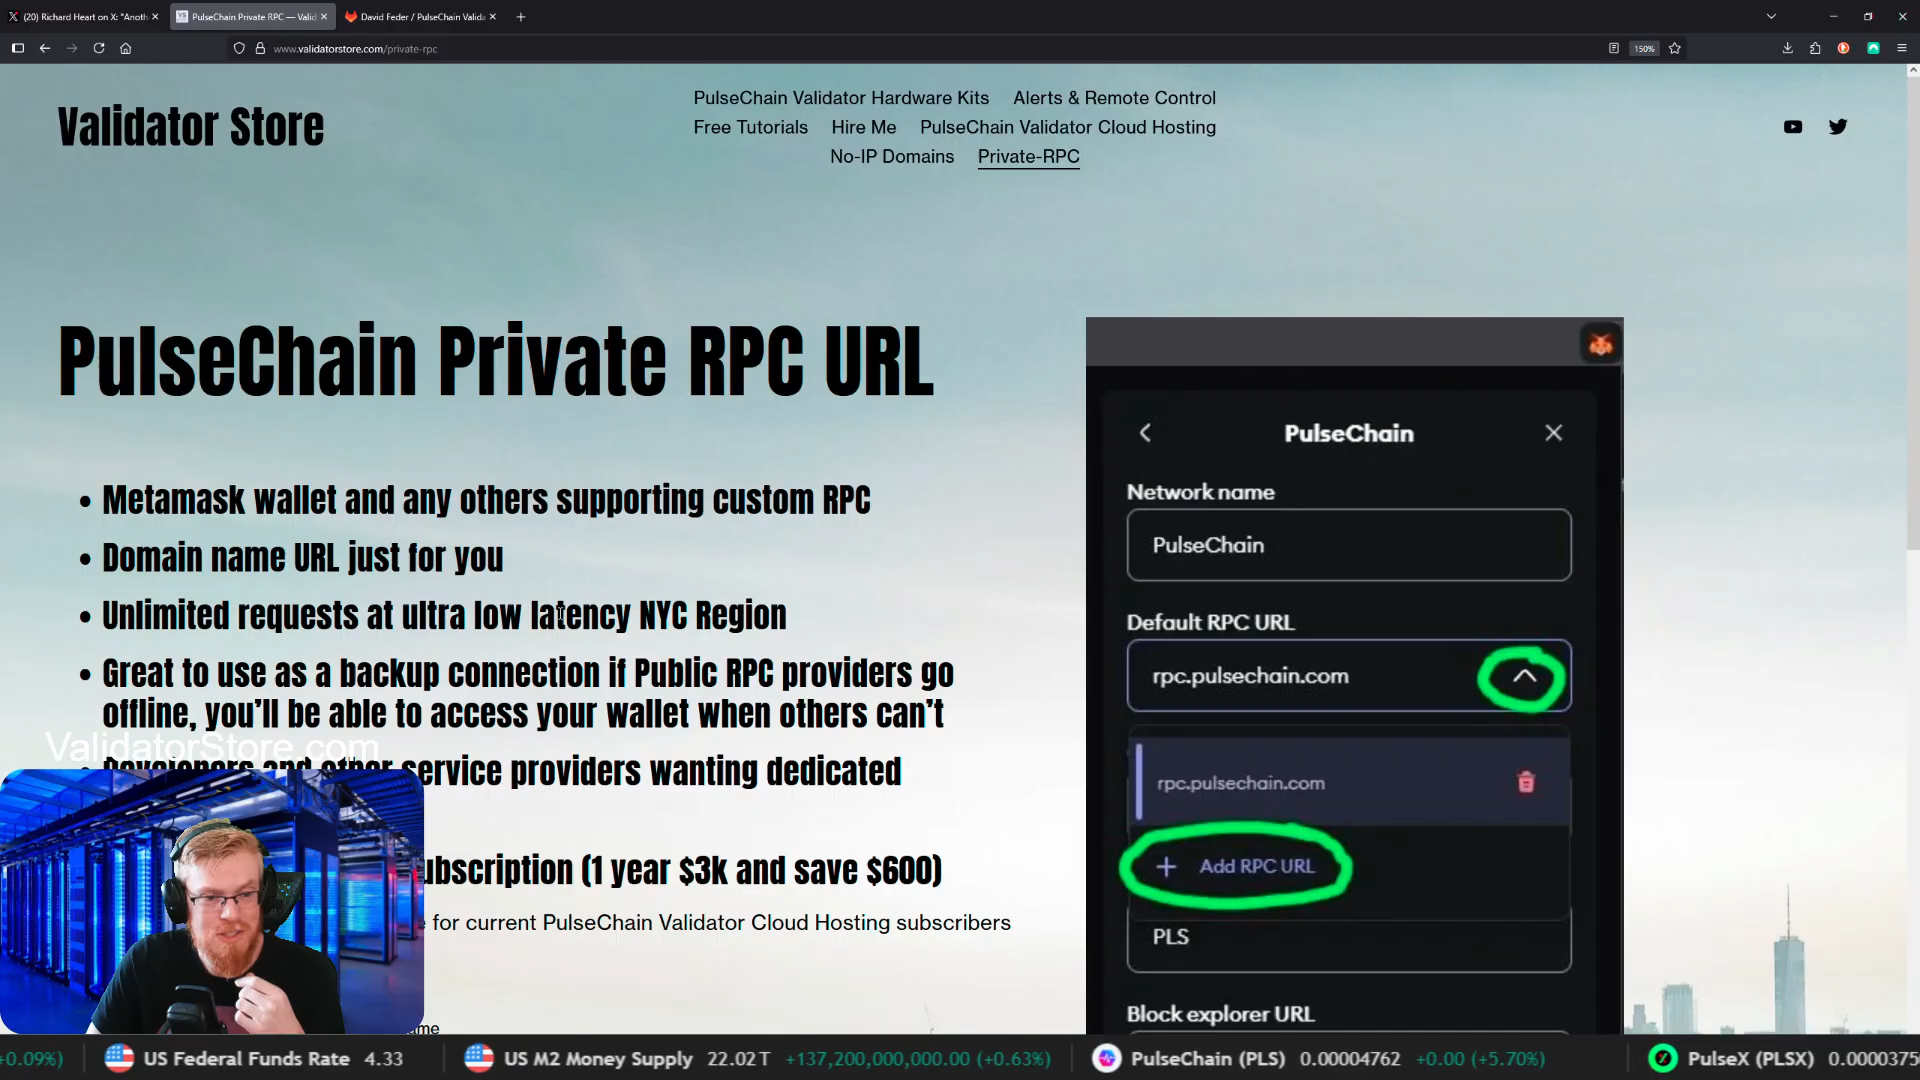 (20) Richard Heart on X: "Anoth
PulseChain Private RPC — Valid
David Feder / PulseChain Valida
www.validatorstore.com/private-rpc
150%
Validator Store
PulseChain Validator Hardware Kits
Alerts & Remote Control
Free Tutorials
Hire Me
PulseChain Validator Cloud Hosting
No-IP Domains
Private-RPC
PulseChain Private RPC URL
• Metamask wallet and any others supporting custom RPC
• Domain name URL just for you
• Unlimited requests at ultra low latency NYC Region
• Great to use as a backup connection if Public RPC providers go
offline, you'll be able to access your wallet when others can't
ValidatorStore.com
• Developers and other service providers wanting dedicated
ubscription (1 year $3k and save $600)
e for current PulseChain Validator Cloud Hosting subscribers
ame
PulseChain
Network name
PulseChain
Default RPC URL
rpc.pulsechain.com
rpc.pulsechain.com
+ Add RPC URL
PLS
Block explorer URL
+0.09%)
US Federal Funds Rate 4.33
US M2 Money Supply 22.02T +137,200,000,000.00 (+0.63%)
PulseChain (PLS) 0.00004762 +0.00 (+5.70%)
PulseX (PLSX) 0.0000375